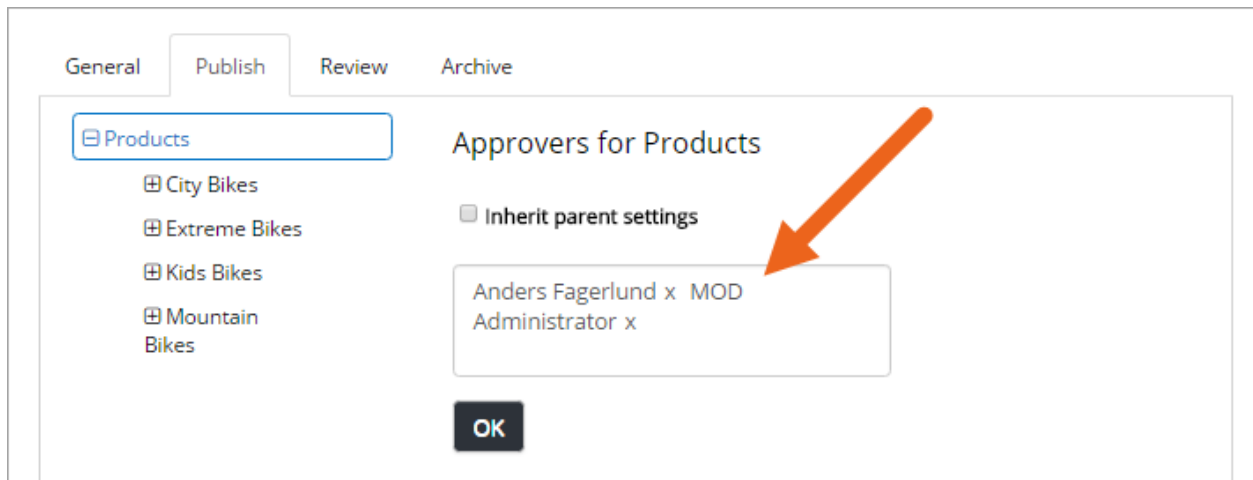 General Publish Review Archive
Products
City Bikes
Extreme Bikes
Kids Bikes
Mountain
Bikes
Approvers for Products
Inherit parent settings
Anders Fagerlund x MOD
Administrator x
OK